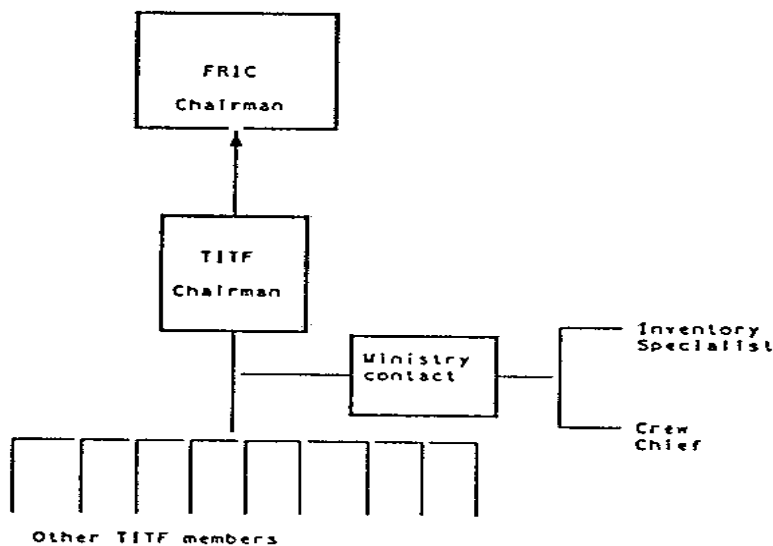 FRIC
Chairman
TITF
Chairman
Ministry
contact
Inventory
Specialist
Crew
Chief
Other TITF members